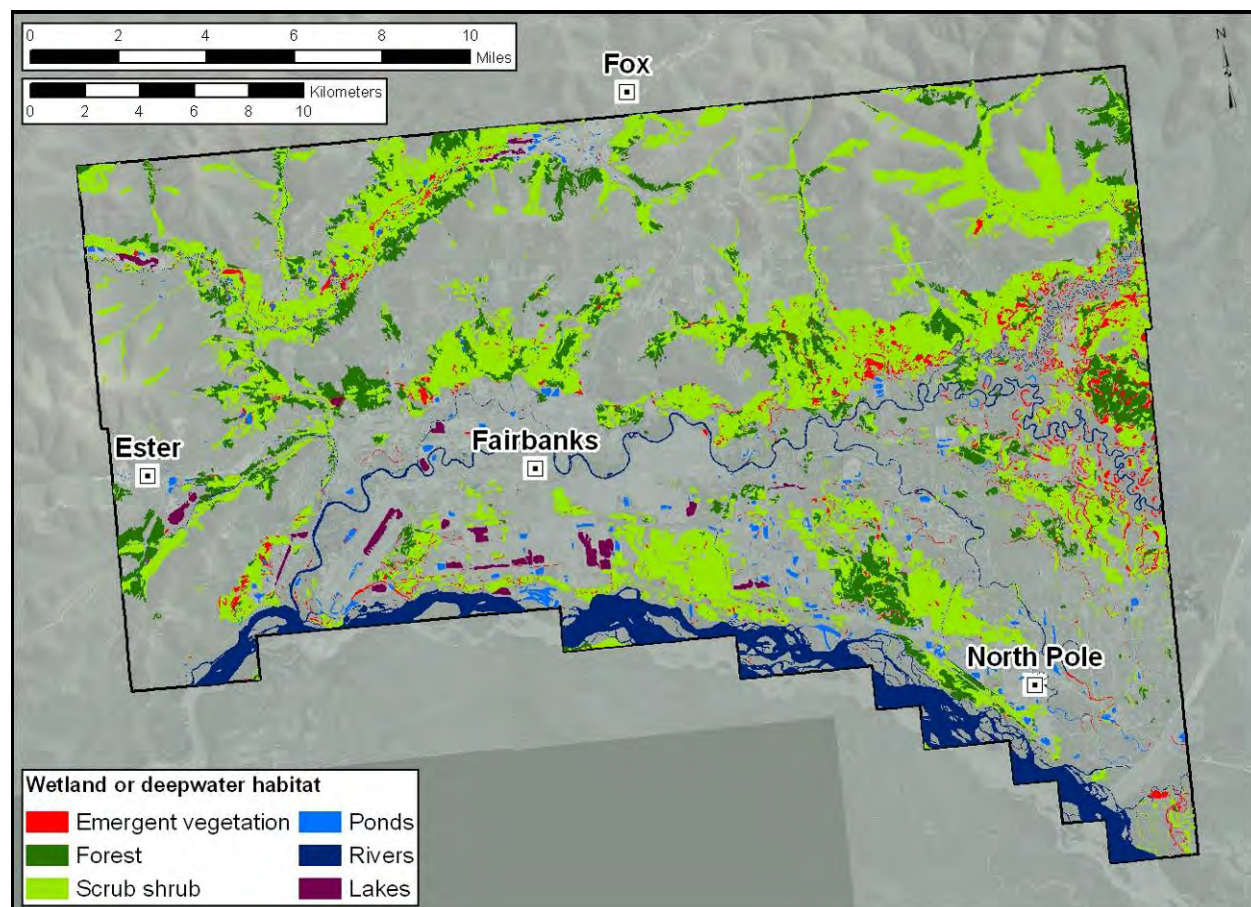 0 2 4 6 8 10
Miles
Kilometers
0 2 4 6 8 10
N
Fox
Ester
Fairbanks
North Pole
Wetland or deepwater habitat
Emergent vegetation
Ponds
Forest
Rivers
Scrub shrub
Lakes